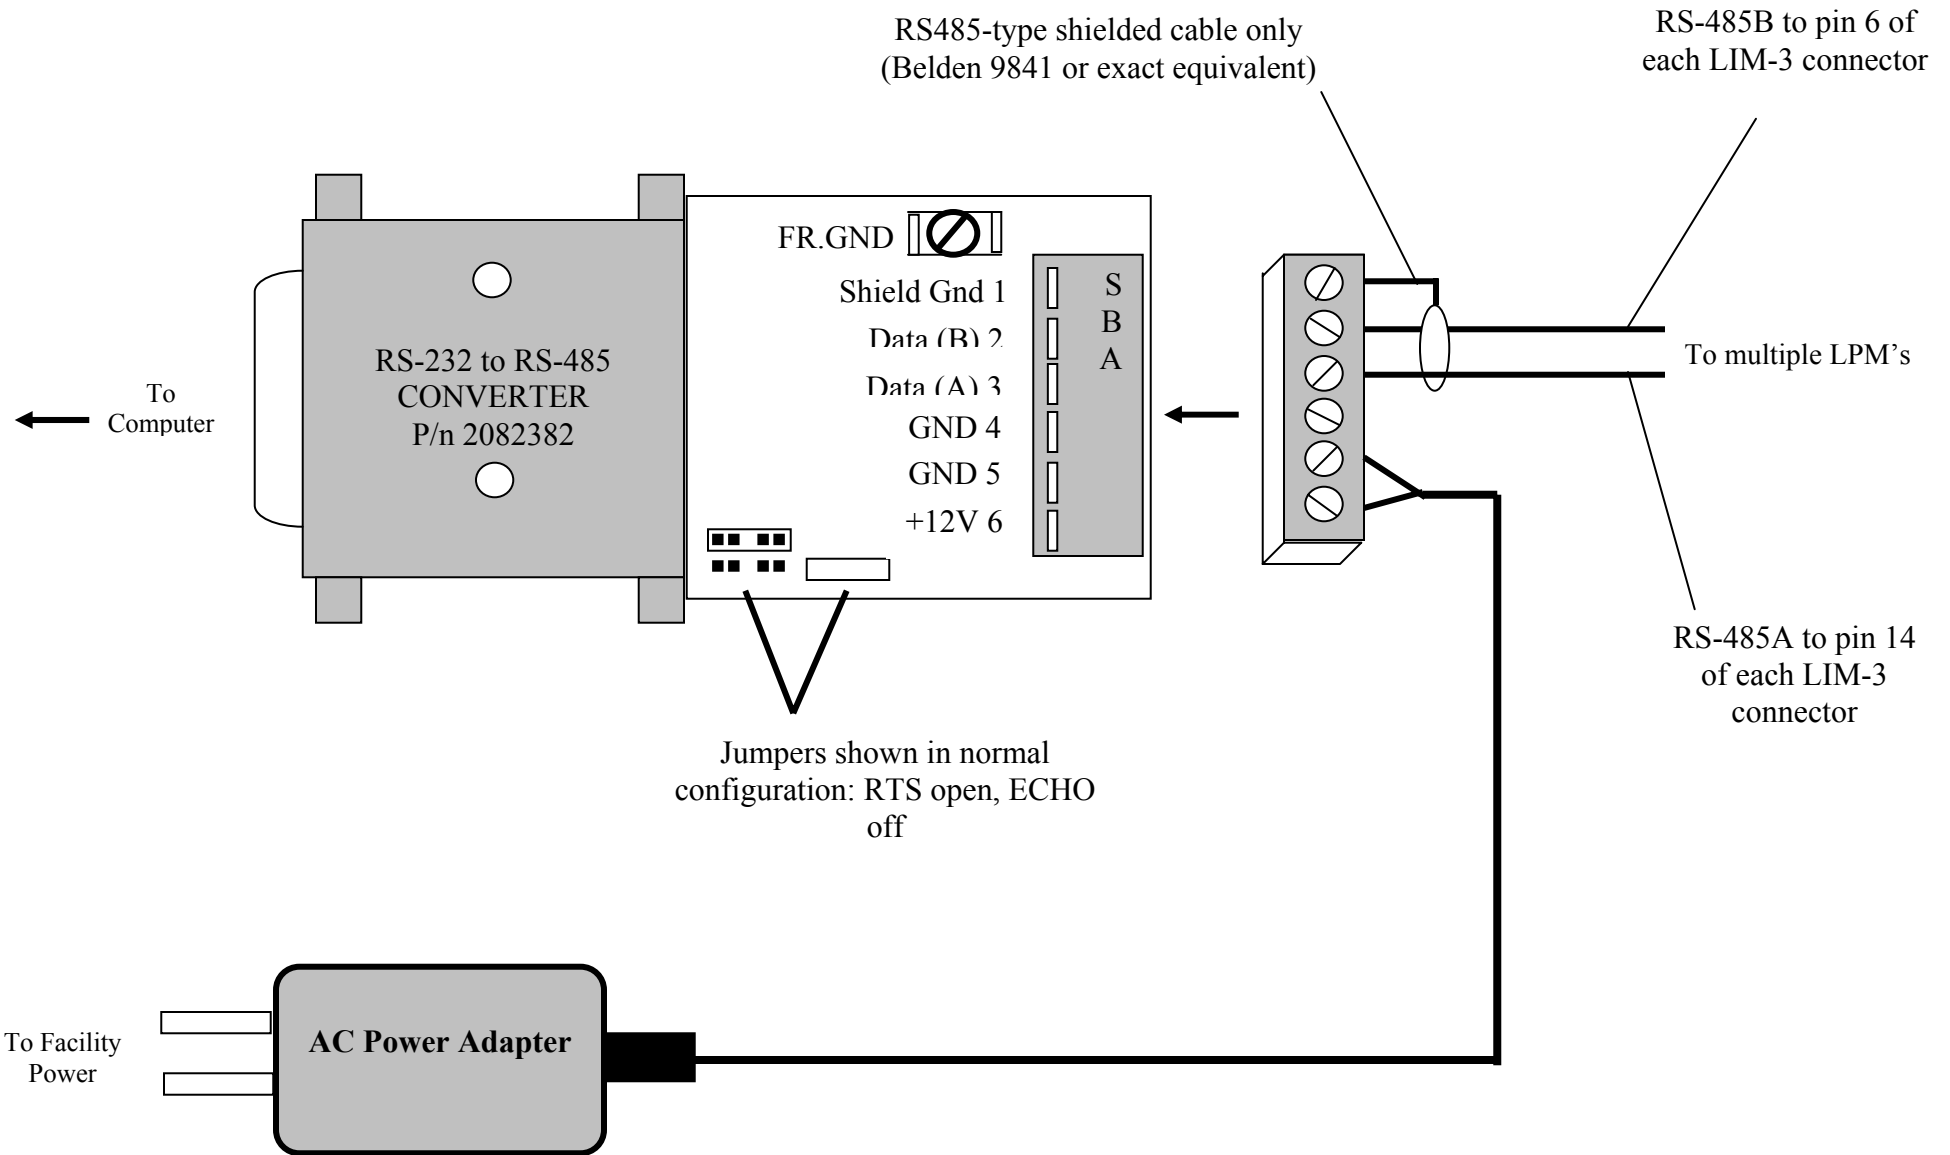 RS485-type shielded cable only
(Belden 9841 or exact equivalent)
RS-485B to pin 6 of
each LIM-3 connector
FR.GND
Shield Gnd 1
Data (B) 2
Data (A) 3
GND 4
GND 5
+12V 6
S
B
A
RS-232 to RS-485
CONVERTER
P/n 2082382
To
Computer
To multiple LPM’s
RS-485A to pin 14
of each LIM-3
connector
Jumpers shown in normal
configuration: RTS open, ECHO
off
AC Power Adapter
To Facility
Power